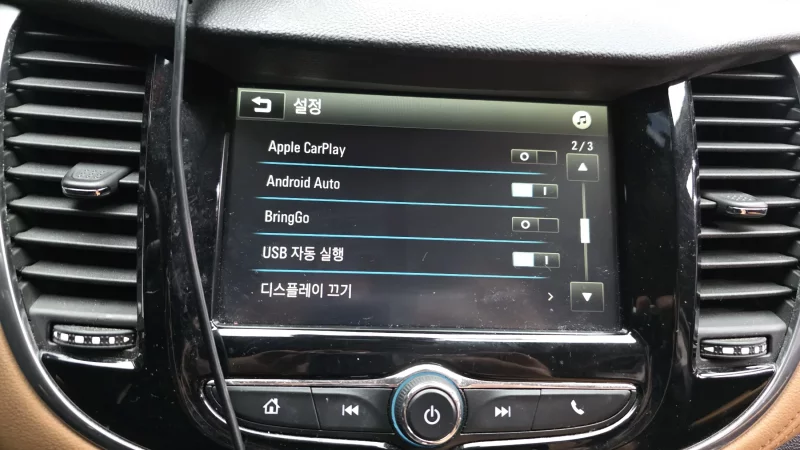 설정
2/3
Apple CarPlay
Android Auto
BringGo
USB 자동 실행
디스플레이 끄기